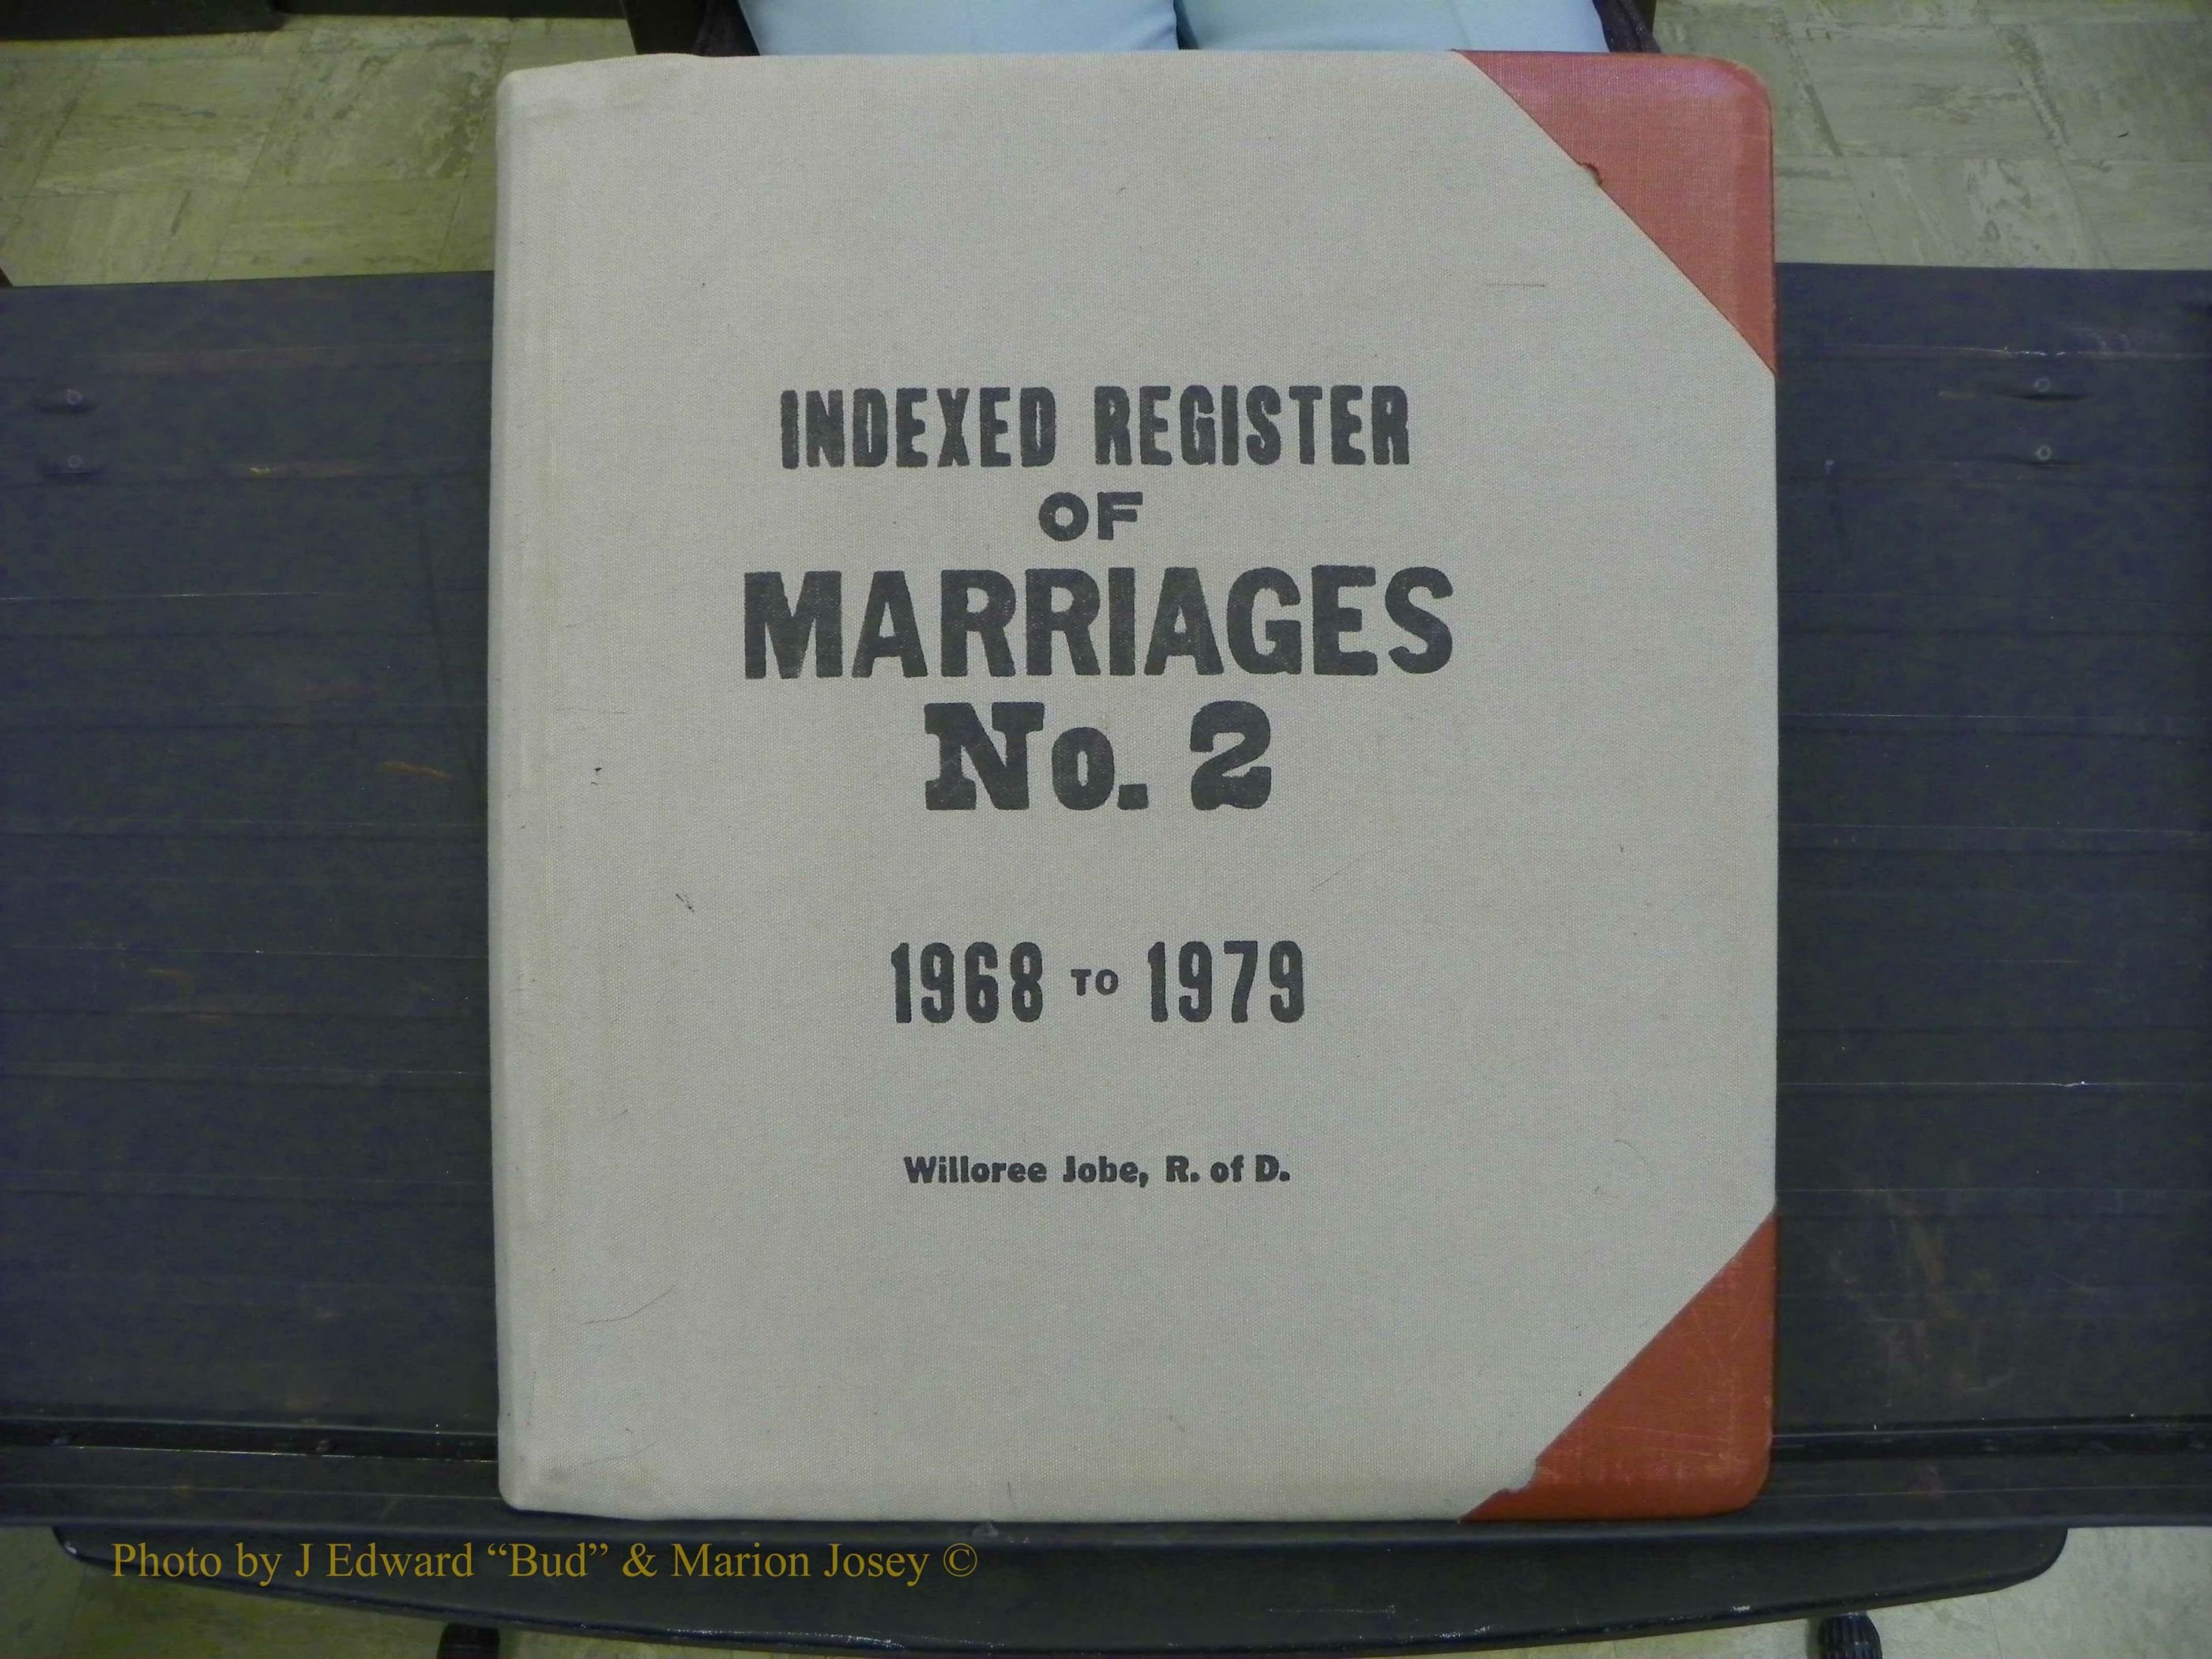 INDEXED REGISTER
OF
MARRIAGES
No. 2
1968 TO 1979
Willoree Jobe, R. of D.
Photo by J Edward “Bud” & Marion Josey ©